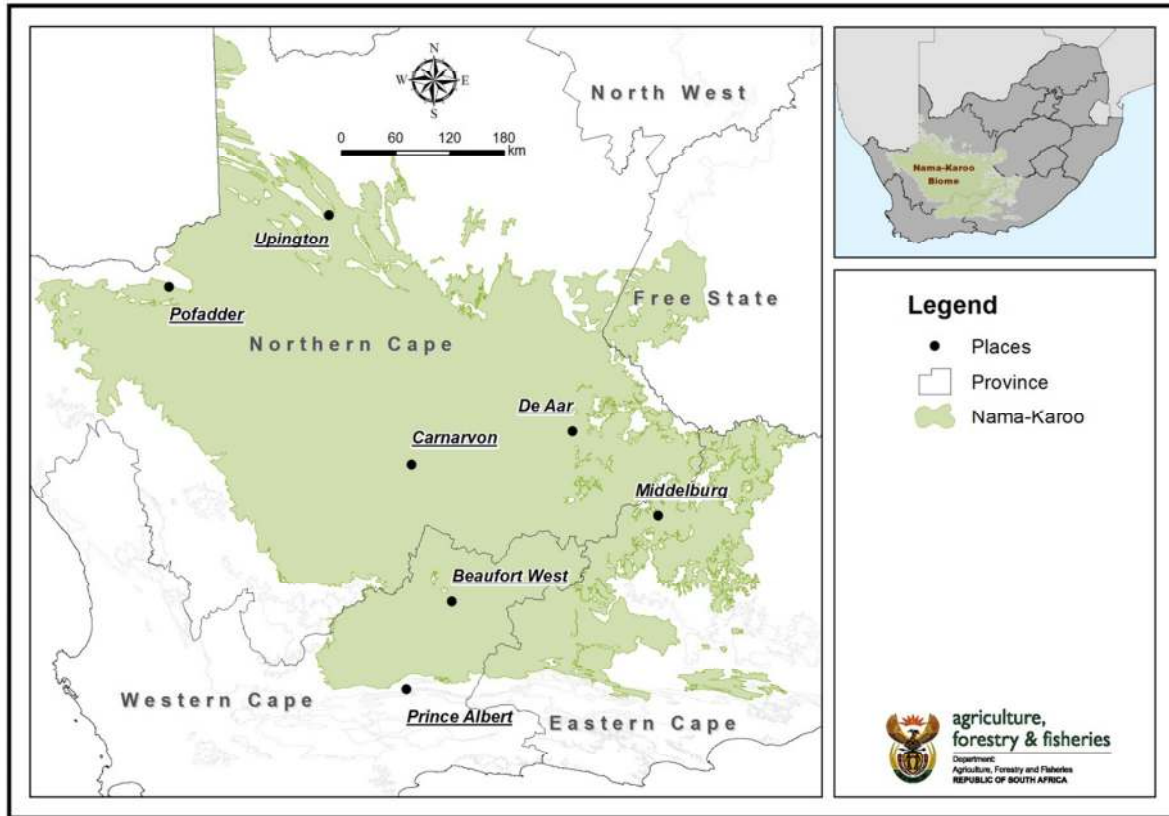 N
W E
S
0 60 120 180
km
North West
Upington
Pofadder
Free State
Northern Cape
De Aar
Carnarvon
Middelburg
Beaufort West
Western Cape
Prince Albert
Eastern Cape
Nama-Karoo
Biome
Legend
Places
Province
Nama-Karoo
agriculture,
forestry & fisheries
Department:
Agriculture, Forestry and Fisheries
REPUBLIC OF SOUTH AFRICA